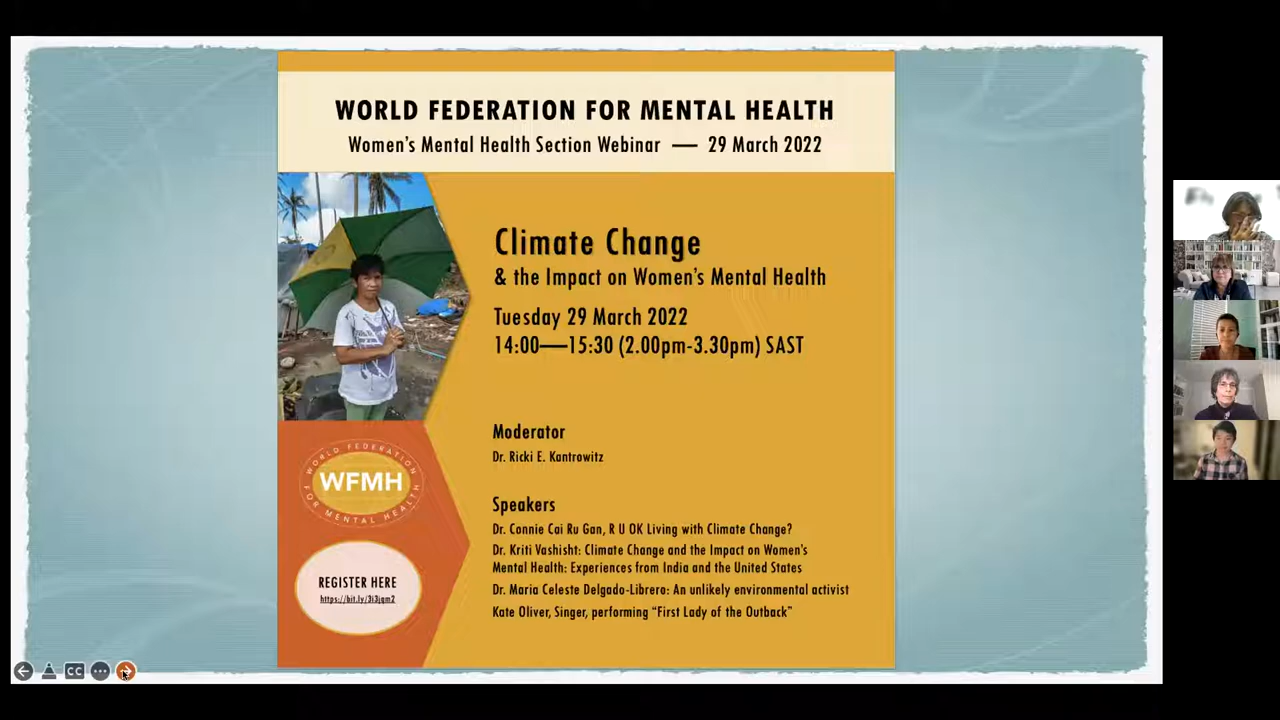 WORLD FEDERATION FOR MENTAL HEALTH
Women's Mental Health Section Webinar — 29 March 2022
Climate Change
& the Impact on Women's Mental Health
Tuesday 29 March 2022
14:00—15:30 (2.00pm-3.30pm) SAST
Moderator
Dr. Ricki E. Kantrowitz
Speakers
Dr. Connie Cai Ru Gan, R U OK Living with Climate Change?
Dr. Kriti Vashisht: Climate Change and the Impact on Women's
Mental Health: Experiences from India and the United States
Dr. Maria Celeste Delgado-Librero: An unlikely environmental activist
Kate Oliver, Singer, performing "First Lady of the Outback"
WORLD FEDERATION
WFMH
FOR MENTAL HEALTH
REGISTER HERE
https://bit.ly/3i3jqm2
CC